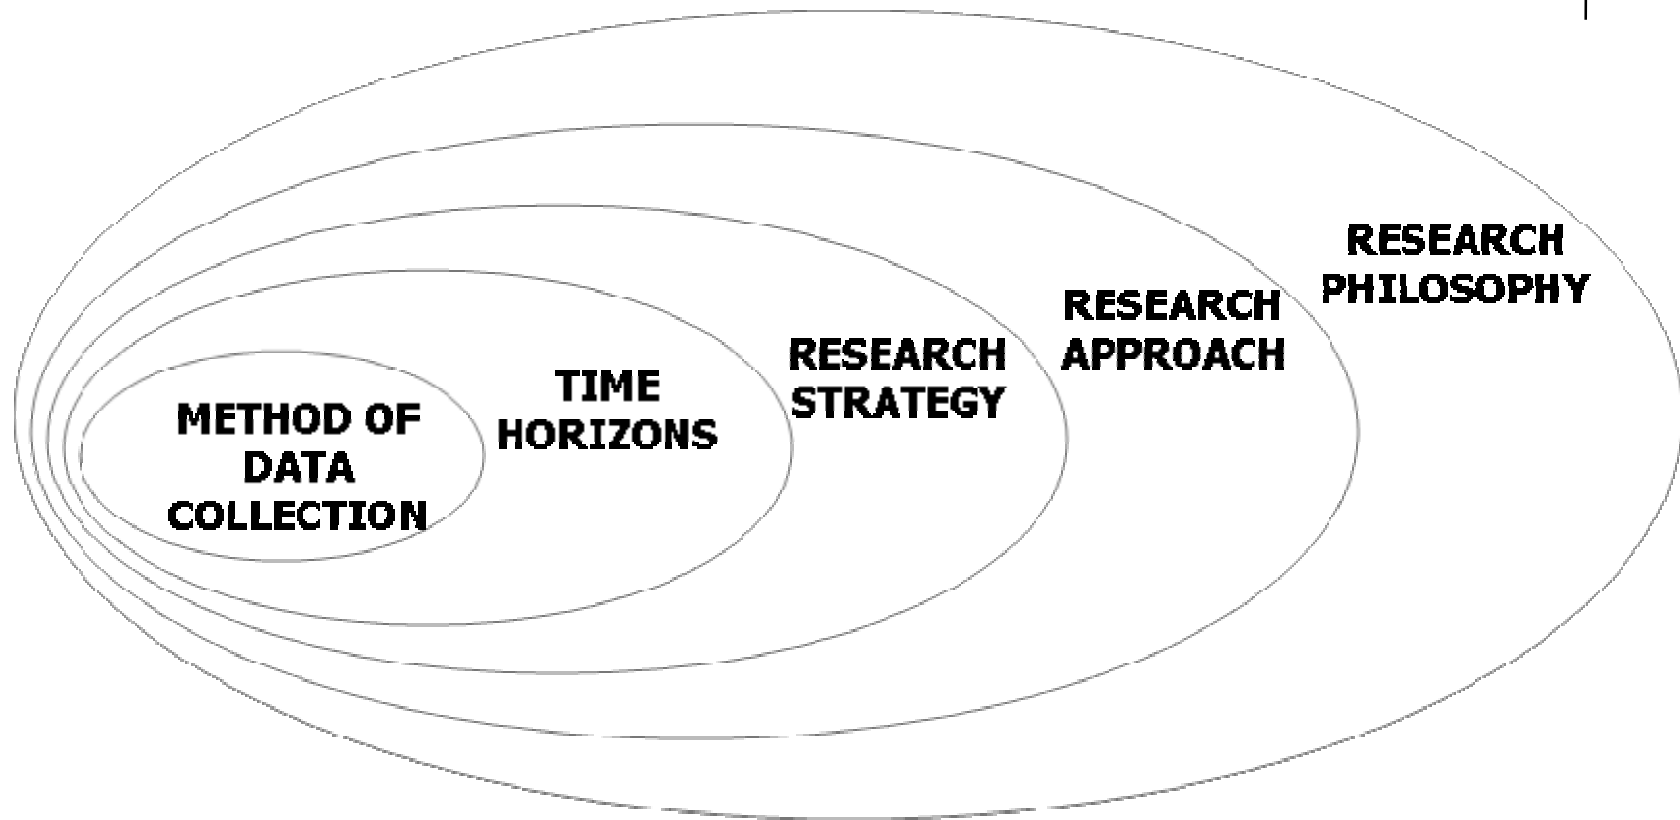 METHOD OF
DATA
COLLECTION
TIME
HORIZONS
RESEARCH
STRATEGY
RESEARCH
APPROACH
RESEARCH
PHILOSOPHY